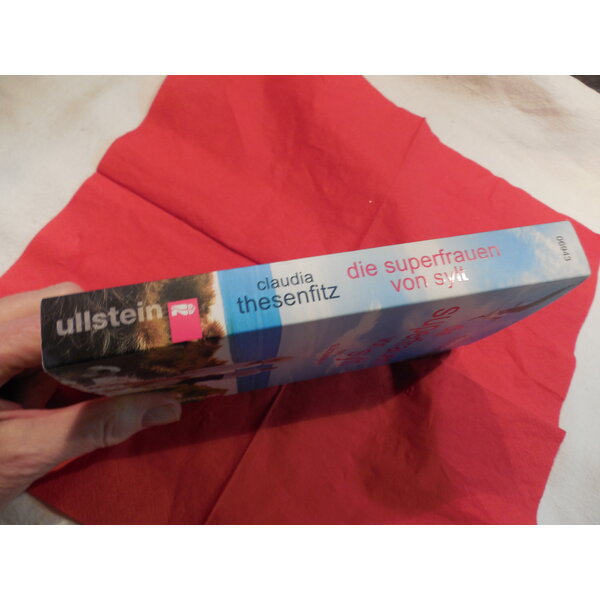 ullstein
claudia
thesenfitz
die superfrauen
von sylt
06943